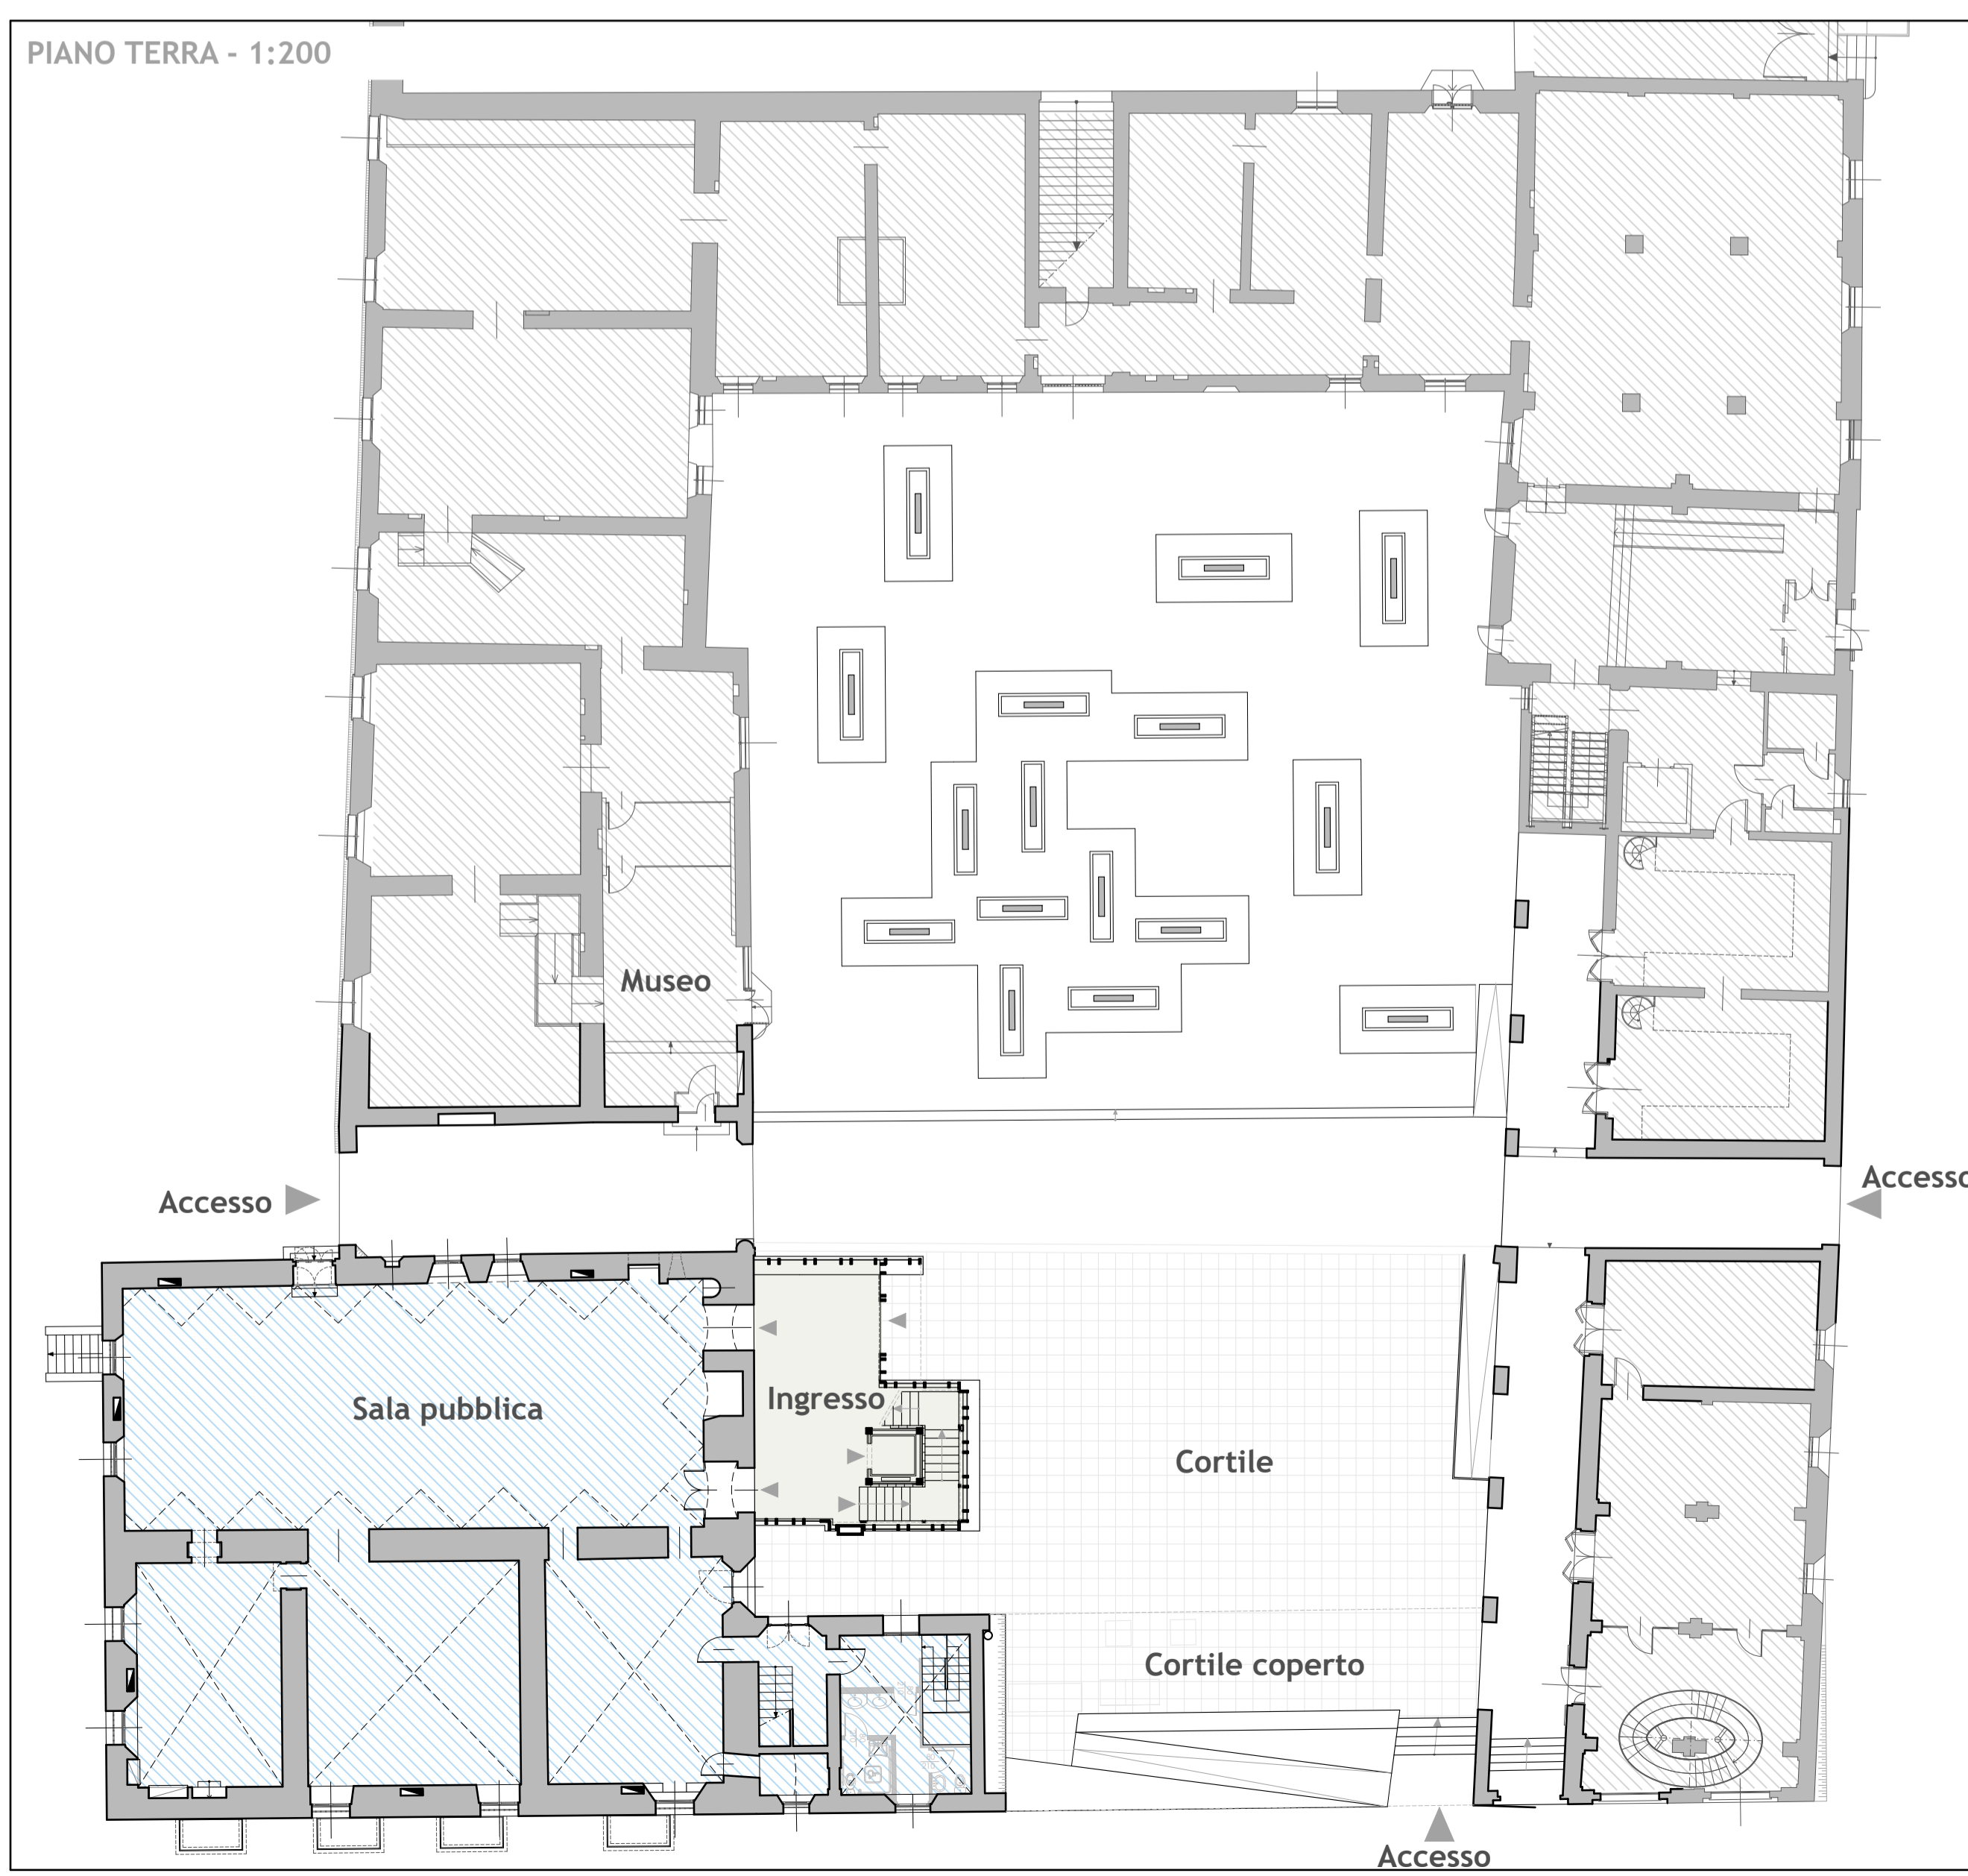 PIANO TERRA - 1:200
Museo
Accesso
Accesso
Sala pubblica
Ingresso
Cortile
Cortile coperto
Accesso